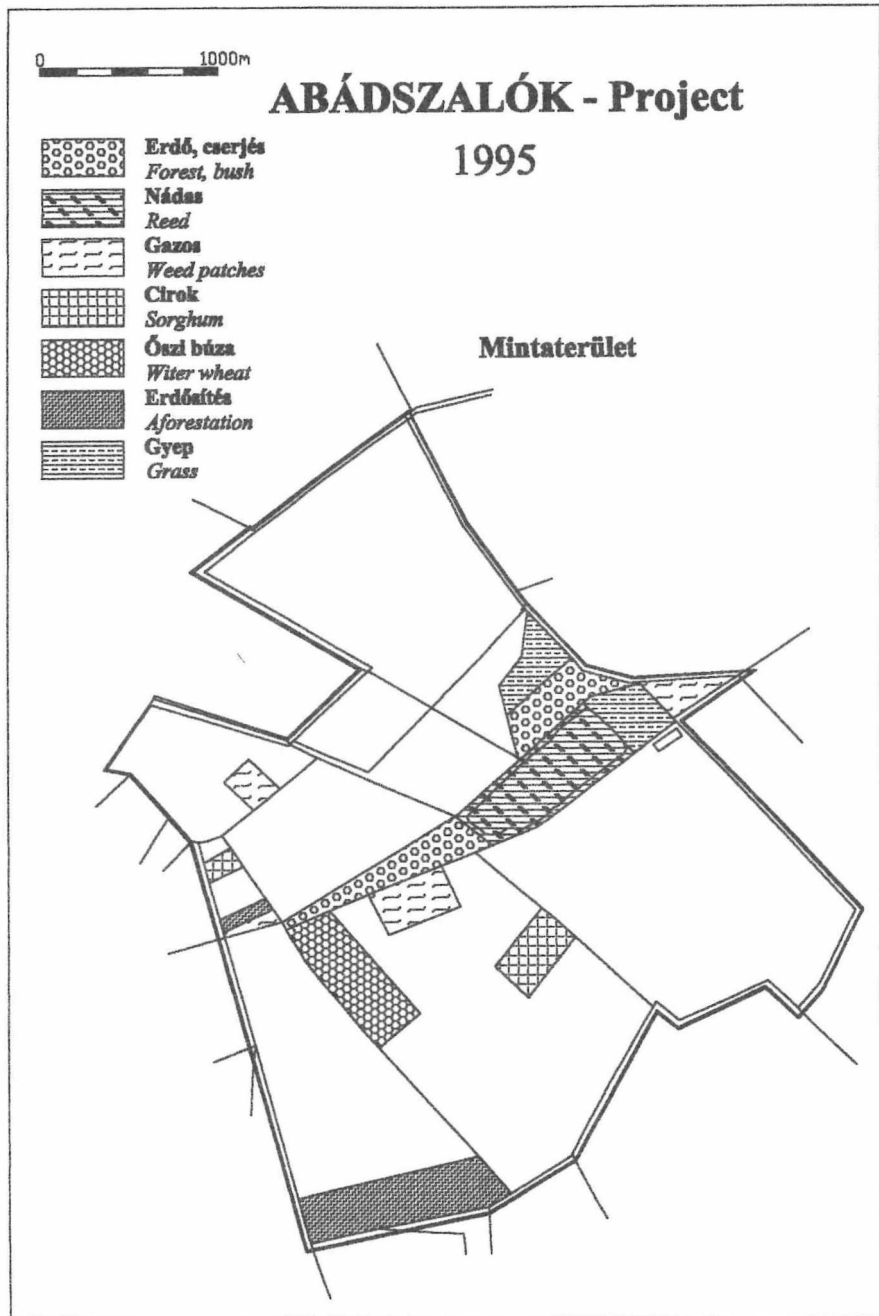 0 1000m
ABÁDSZALÓK - Project
1995
Erdő, cserjés
Forest, bush
Nádas
Reed
Gazos
Weed patches
Cirok
Sorghum
Őszi búza
Witer wheat
Erdősítés
Aforestation
Gyep
Grass
Mintaterület